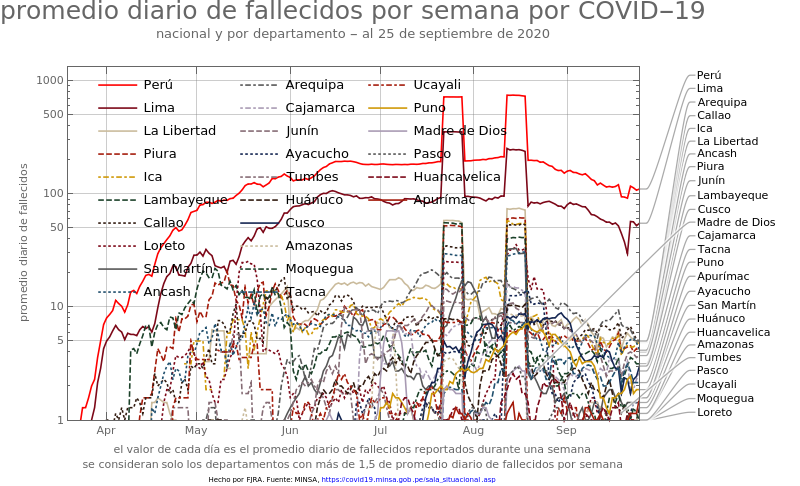 promedio diario de fallecidos por semana por COVID−19
nacional y por departamento − al 25 de septiembre de 2020
promedio diario de fallecidos
1000
500
100
50
10
5
1
Apr
May
Jun
Jul
Aug
Sep
Perú
Lima
La Libertad
Piura
Ica
Lambayeque
Callao
Loreto
San Martín
Ancash
Arequipa
Cajamarca
Junín
Ayacucho
Tumbes
Huánuco
Cusco
Amazonas
Moquegua
Tacna
Ucayali
Puno
Madre de Dios
Pasco
Huancavelica
Apurímac
Perú
Lima
Arequipa
Callao
Ica
La Libertad
Ancash
Piura
Junín
Lambayeque
Cusco
Madre de Dios
Cajamarca
Tacna
Puno
Apurímac
Ayacucho
San Martín
Huánuco
Huancavelica
Amazonas
Tumbes
Pasco
Ucayali
Moquegua
Loreto
el valor de cada día es el promedio diario de fallecidos reportados durante una semana
se consideran solo los departamentos con más de 1,5 de promedio diario de fallecidos por semana
Hecho por FJRA. Fuente: MINSA, https://covid19.minsa.gob.pe/sala_situacional.asp